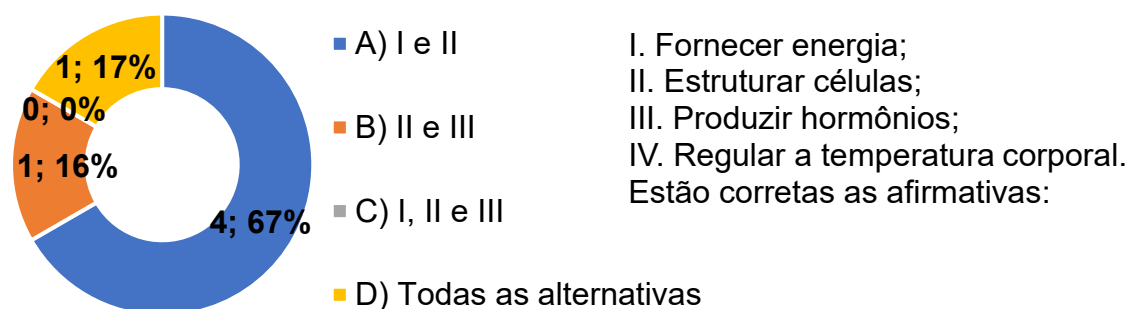 1; 17%
0; 0%
1; 16%
4; 67%
A) I e II
B) II e III
C) I, II e III
D) Todas as alternativas
I. Fornecer energia;
II. Estruturar células;
III. Produzir hormônios;
IV. Regular a temperatura corporal.
Estão corretas as afirmativas: